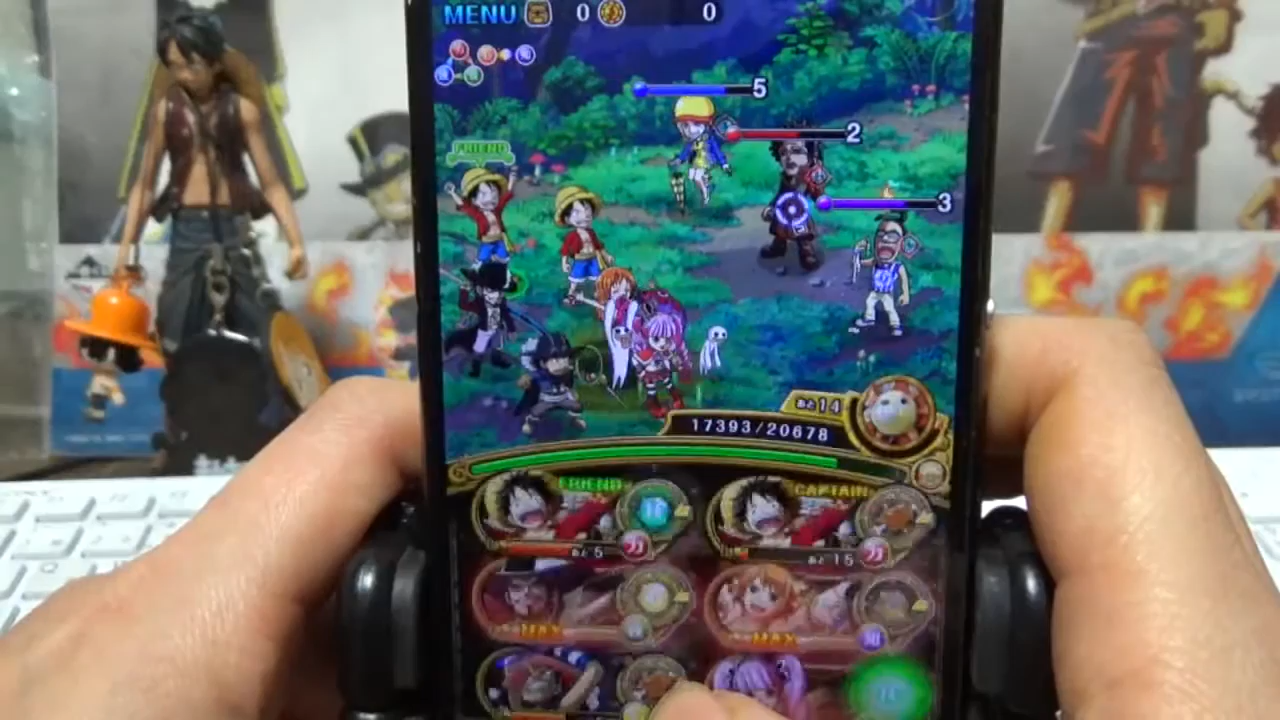 MENU 0 0
5
2
FRIEND
3
あと14
17393/20678
FRIEND
CAPTAIN
あと5
あと15
MAX
MAX